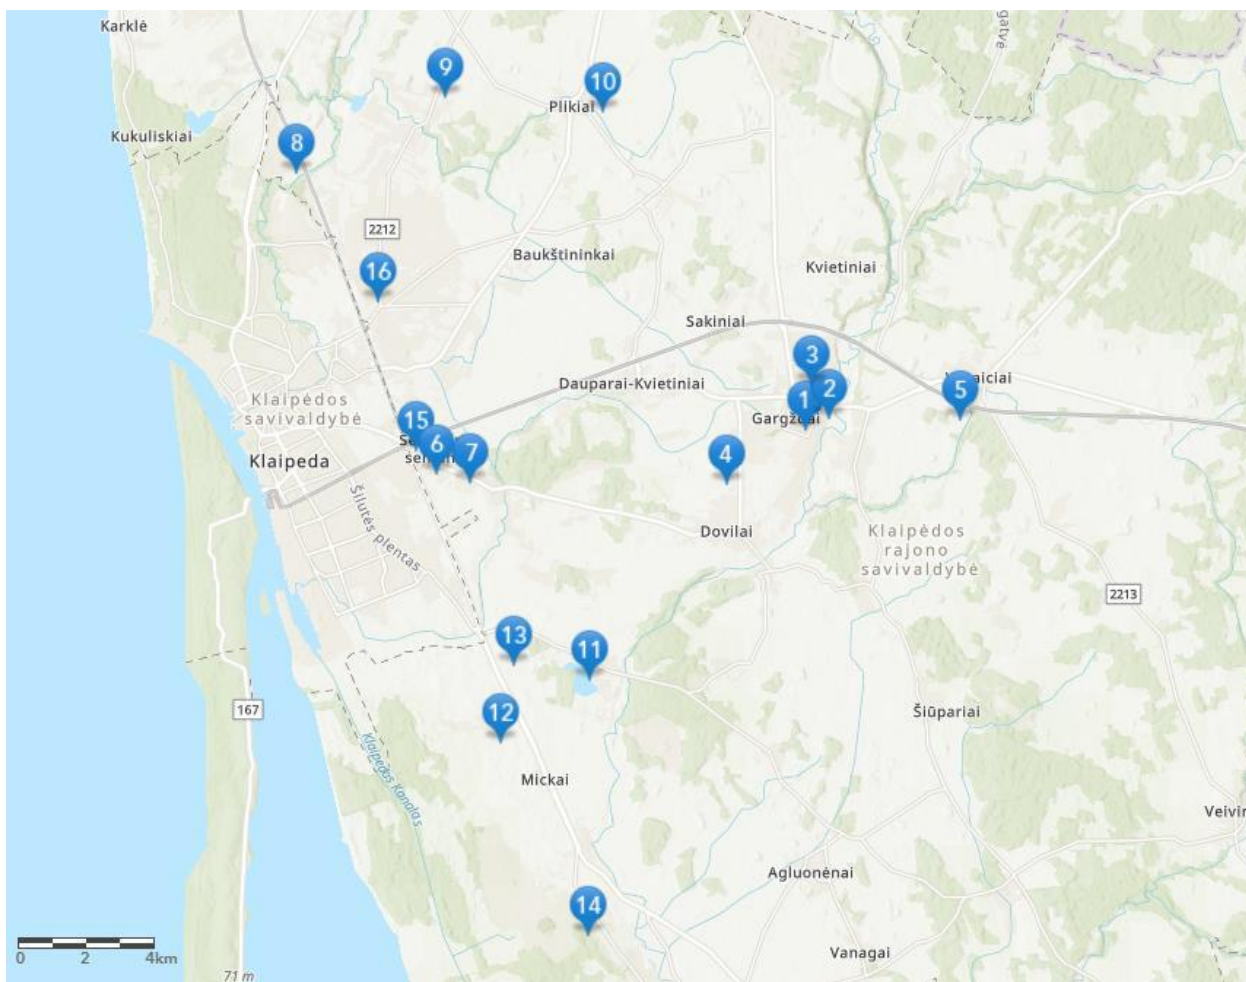 Karklė
gatvė
9
10
Plikiai
Kukuliskiai
8
2212
Baukštininkai
16
Kvietiniai
Sakiniai
3
Dauparai-Kvietiniai
1
2
5
Gargždai
Klaipėdos
savivaldybė
15
6
7
4
Klaipeda
Šilutės plentas
Dovilai
Klaipėdos
rajono
savivaldybė
2213
13
11
167
12
Šiūpariai
Klaipėdos Kanalas
Mickai
Agluonėnai
14
Vanagai
0 2 4km
71 m